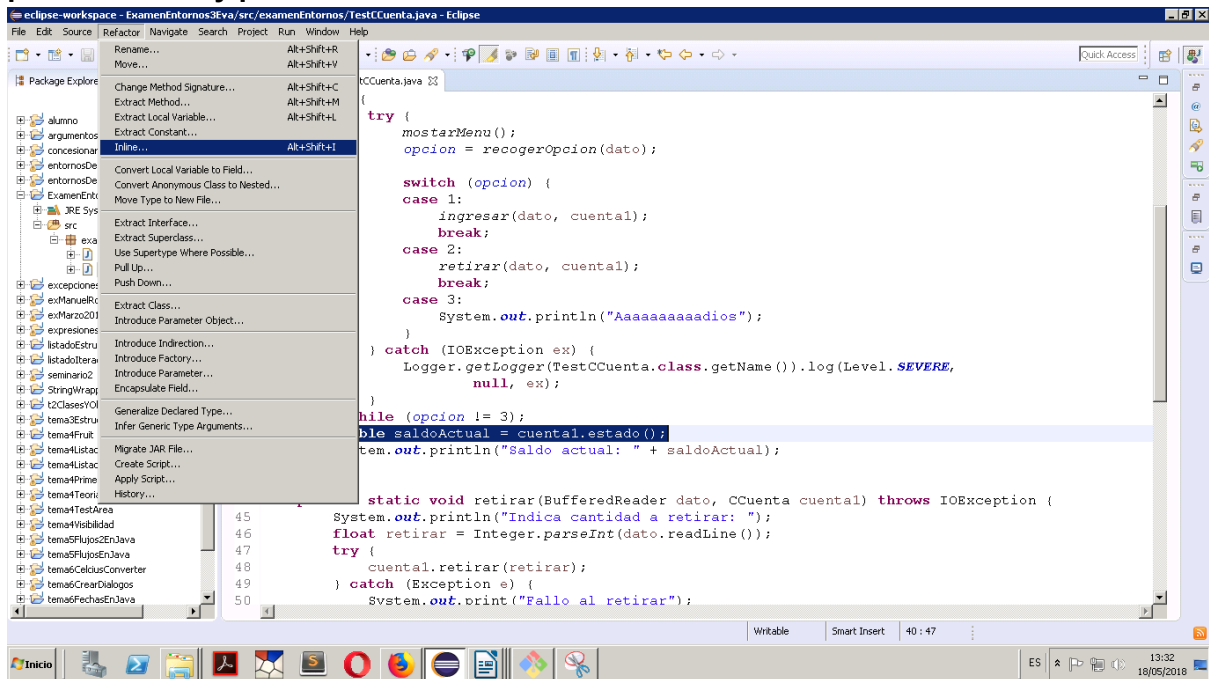 eclipse-workspace - ExamenEntornos3Eva/src/examenEntornos/TestCCuenta.java - Eclipse
File Edit Source Refactor Navigate Search Project Run Window Help
Quick Access
Package Explore
tCCuenta.java
Rename... Alt+Shift+R
Move... Alt+Shift+V
Change Method Signature... Alt+Shift+C
Extract Method... Alt+Shift+M
Extract Local Variable... Alt+Shift+L
Extract Constant...
Inline... Alt+Shift+I
Convert Local Variable to Field...
Convert Anonymous Class to Nested...
Move Type to New File...
Extract Interface...
Extract Superclass...
Use Supertype Where Possible...
Pull Up...
Push Down...
Extract Class...
Introduce Parameter Object...
Introduce Indirection...
Introduce Factory...
Introduce Parameter...
Encapsulate Field...
Generalize Declared Type...
Infer Generic Type Arguments...
Migrate JAR File...
Create Script...
Apply Script...
History...
alumno
argumentos
concesionar
entornosDe
entornosDe
ExamenEnto
JRE Sys
src
exa
excepciones
exManuelRo
exMarzo201
expresiones
listadoEstru
listadoItera
seminario2
StringWrapp
t2ClasesYOl
tema3Estru
tema4Fruit
tema4Listac
tema4Listac
tema4Prime
tema4Teoria
tema4TestArea
tema4Visibilidad
tema5Flujos2EnJava
tema5FlujosEnJava
tema6CelciusConverter
tema6CrearDialogos
tema6FechasEnJava
{
try {
mostarMenu();
opcion = recogerOpcion(dato);
switch (opcion) {
case 1:
ingresar(dato, cuenta1);
break;
case 2:
retirar(dato, cuenta1);
break;
case 3:
System.out.println("Aaaaaaaaaadios");
}
} catch (IOException ex) {
Logger.getLogger(TestCCuenta.class.getName()).log(Level.SEVERE,
null, ex);
}
hile (opcion != 3);
ble saldoActual = cuenta1.estado();
tem.out.println("Saldo actual: " + saldoActual);
static void retirar(BufferedReader dato, CCuenta cuenta1) throws IOException {
45 System.out.println("Indica cantidad a retirar: ");
46 float retirar = Integer.parseInt(dato.readLine());
47 try {
48 cuenta1.retirar(retirar);
49 } catch (Exception e) {
50 System.out.print("Fallo al retirar");
Writable Smart Insert 40 : 47
Inicio
ES
13:32
18/05/2018